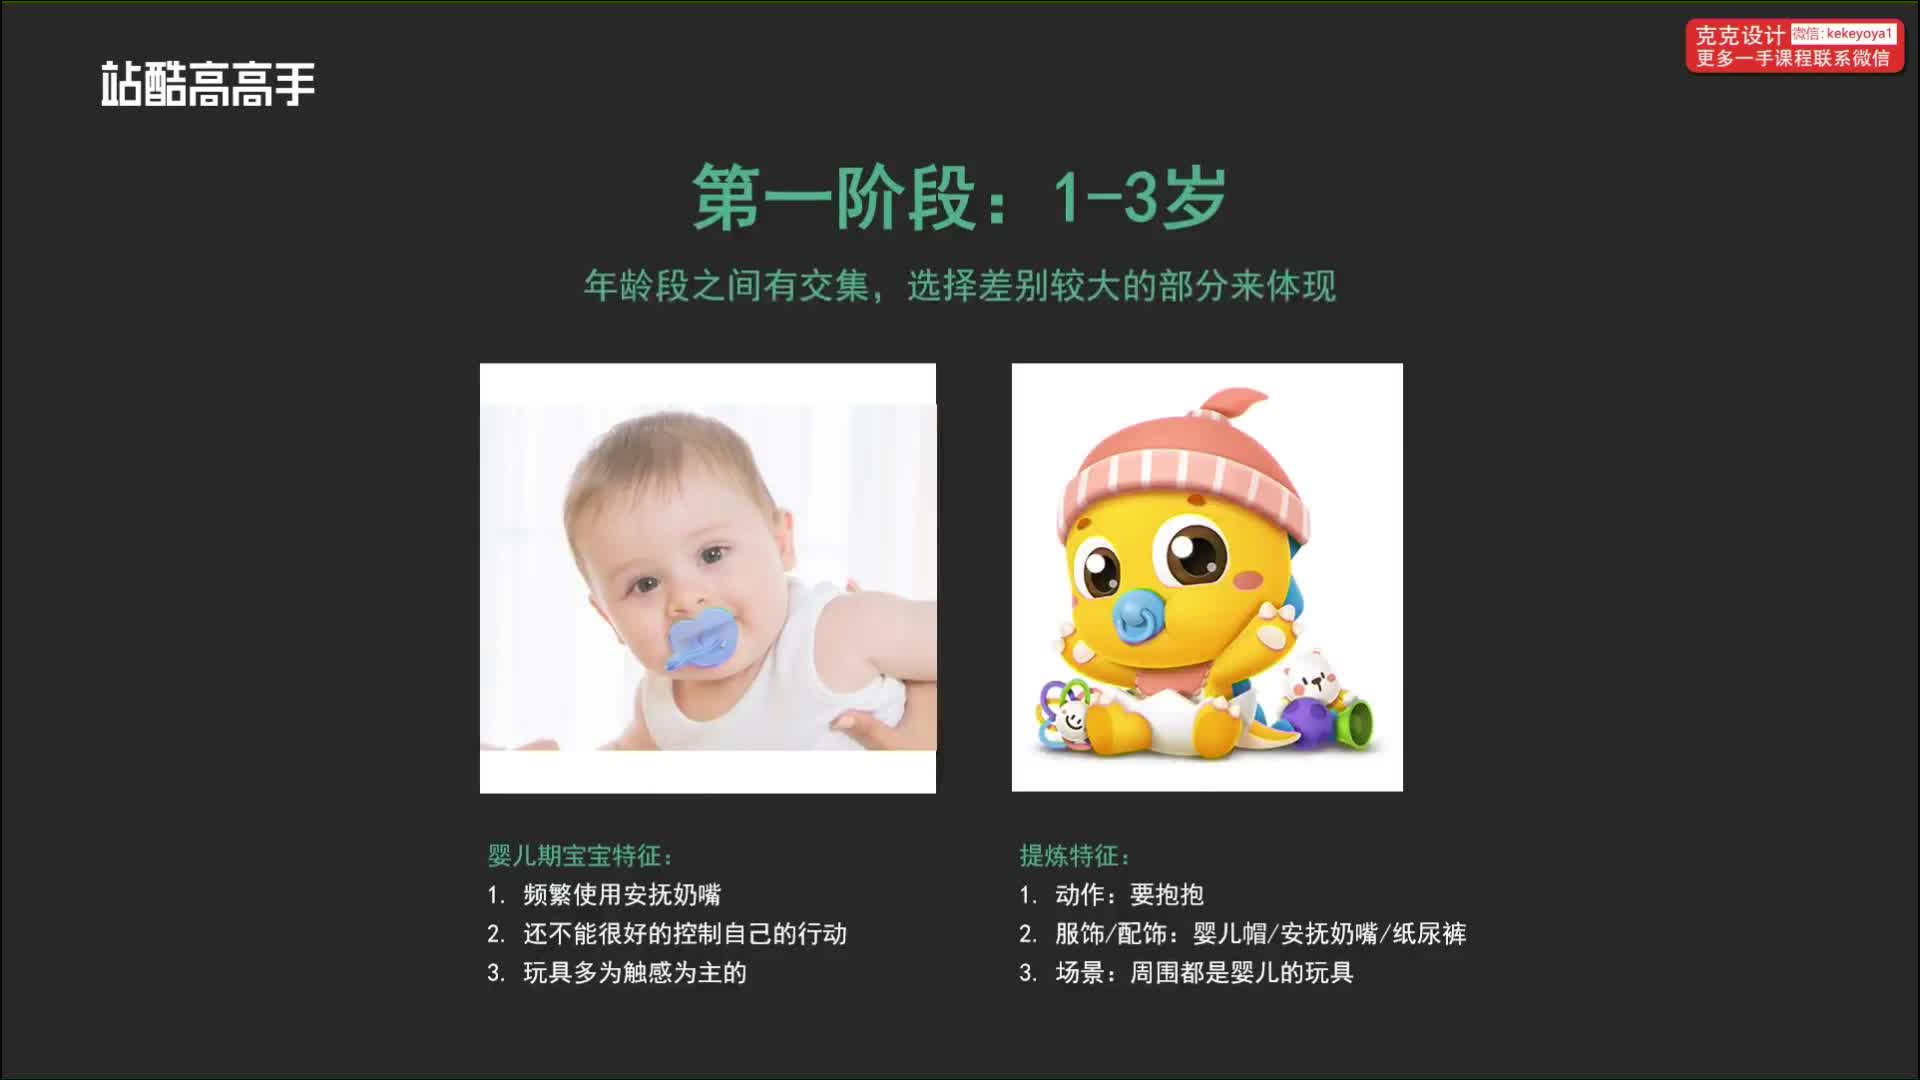 站酷高高手
克克设计 微信:kekeyoya1
更多一手课程联系微信
第一阶段：1-3岁
年龄段之间有交集，选择差别较大的部分来体现
婴儿期宝宝特征：
1. 频繁使用安抚奶嘴
2. 还不能很好的控制自己的行动
3. 玩具多为触感为主的
提炼特征：
1. 动作：要抱抱
2. 服饰/配饰：婴儿帽/安抚奶嘴/纸尿裤
3. 场景：周围都是婴儿的玩具